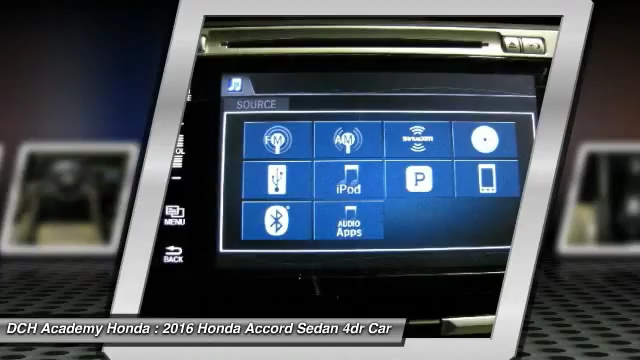 SOURCE
FM
AM
siriusxm
iPod
P
AUDIO
Apps
MENU
BACK
DCH Academy Honda : 2016 Honda Accord Sedan 4dr Car